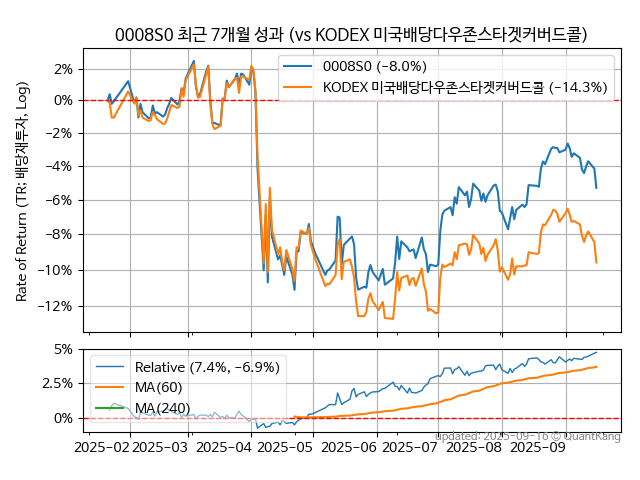 0008S0 최근 7개월 성과 (vs KODEX 미국배당다우존스타겟커버드콜)
Rate of Return (TR: 배당재투자, Log)
2%
0%
−2%
−4%
−6%
−8%
−10%
−12%
0008S0 (−8.0%)
KODEX 미국배당다우존스타겟커버드콜 (−14.3%)
5%
2.5%
0%
Relative (7.4%, −6.9%)
MA(60)
MA(240)
2025−02 2025−03 2025−04 2025−05 2025−06 2025−07 2025−08 2025−09
Updated: 2025-09-16 © QuantKang